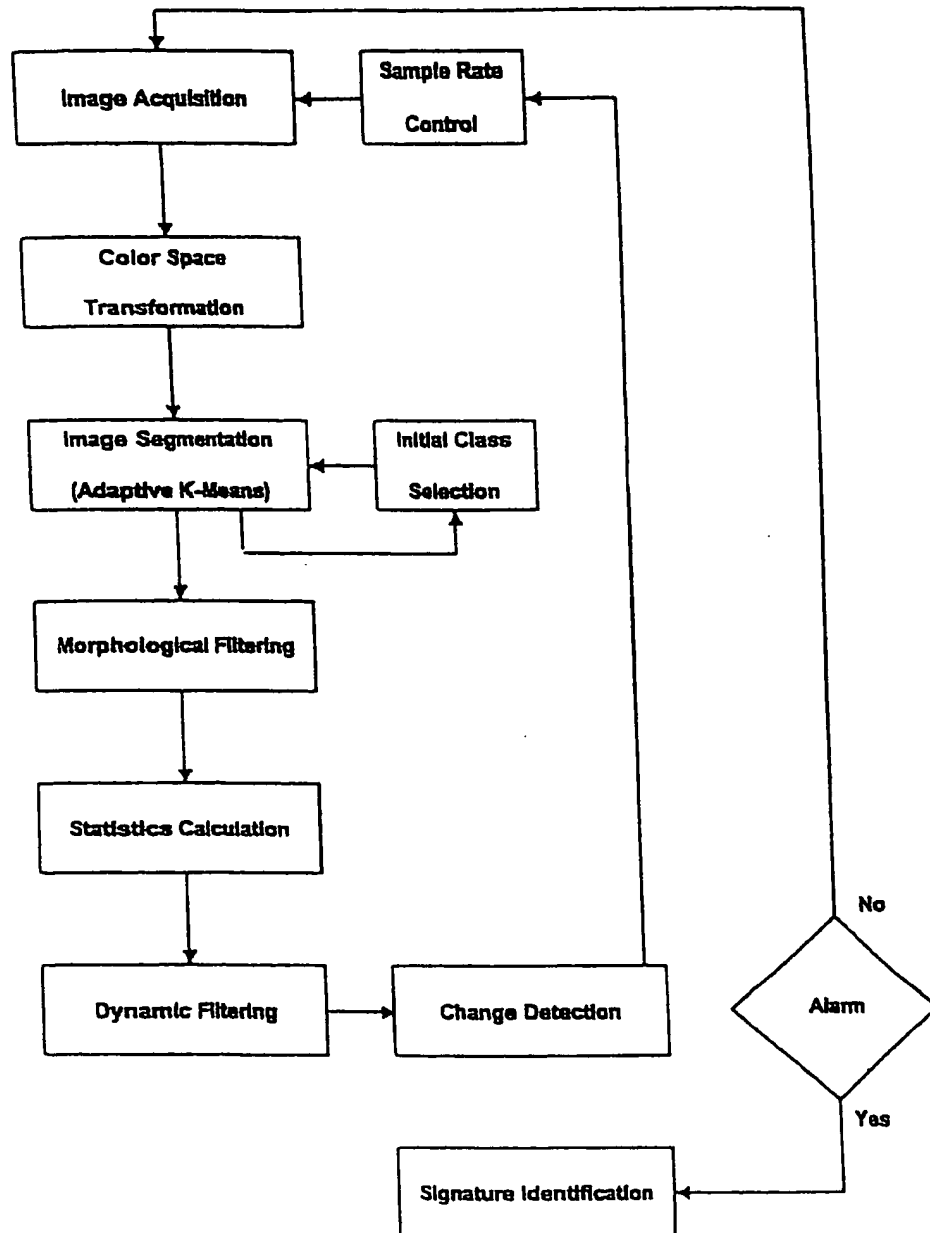 Image Acquisition
Sample Rate
Control
Color Space
Transformation
Image Segmentation
(Adaptive K-Means)
Initial Class
Selection
Morphological Filtering
Statistics Calculation
Dynamic Filtering
Change Detection
No
Alarm
Yes
Signature Identification